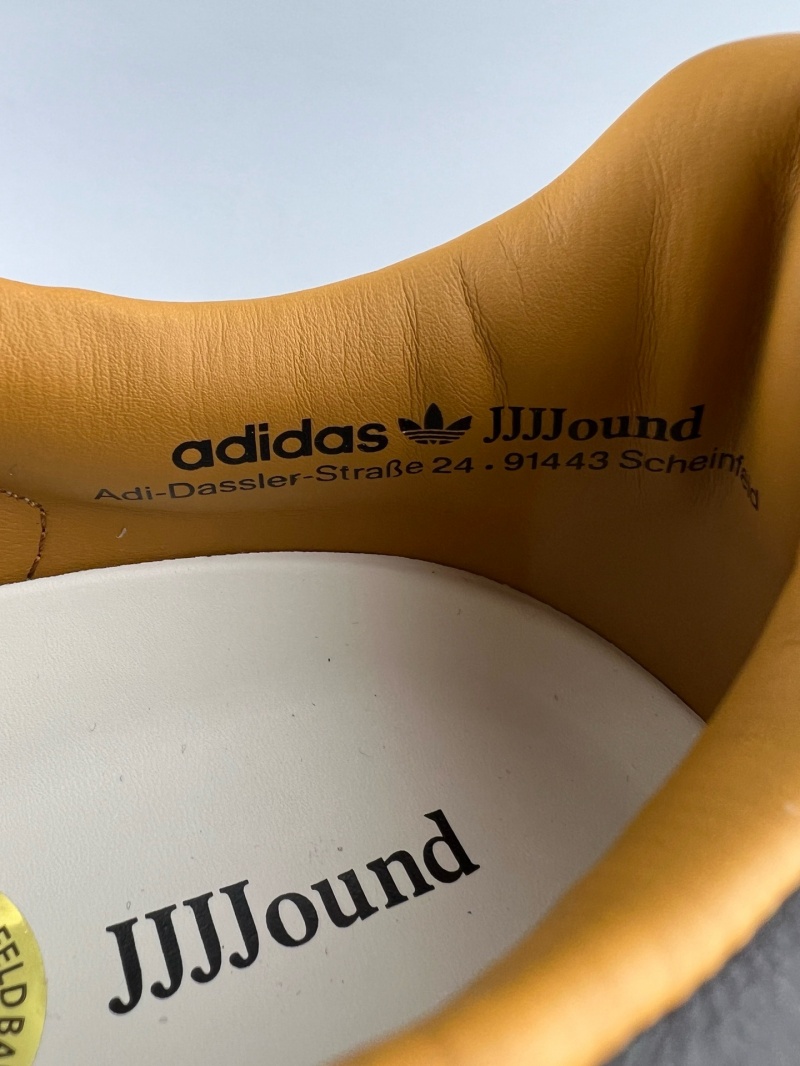 adidas JJJJound
Adi-Dassler-Straße 24 . 91443 Scheinfeld
JJJJound